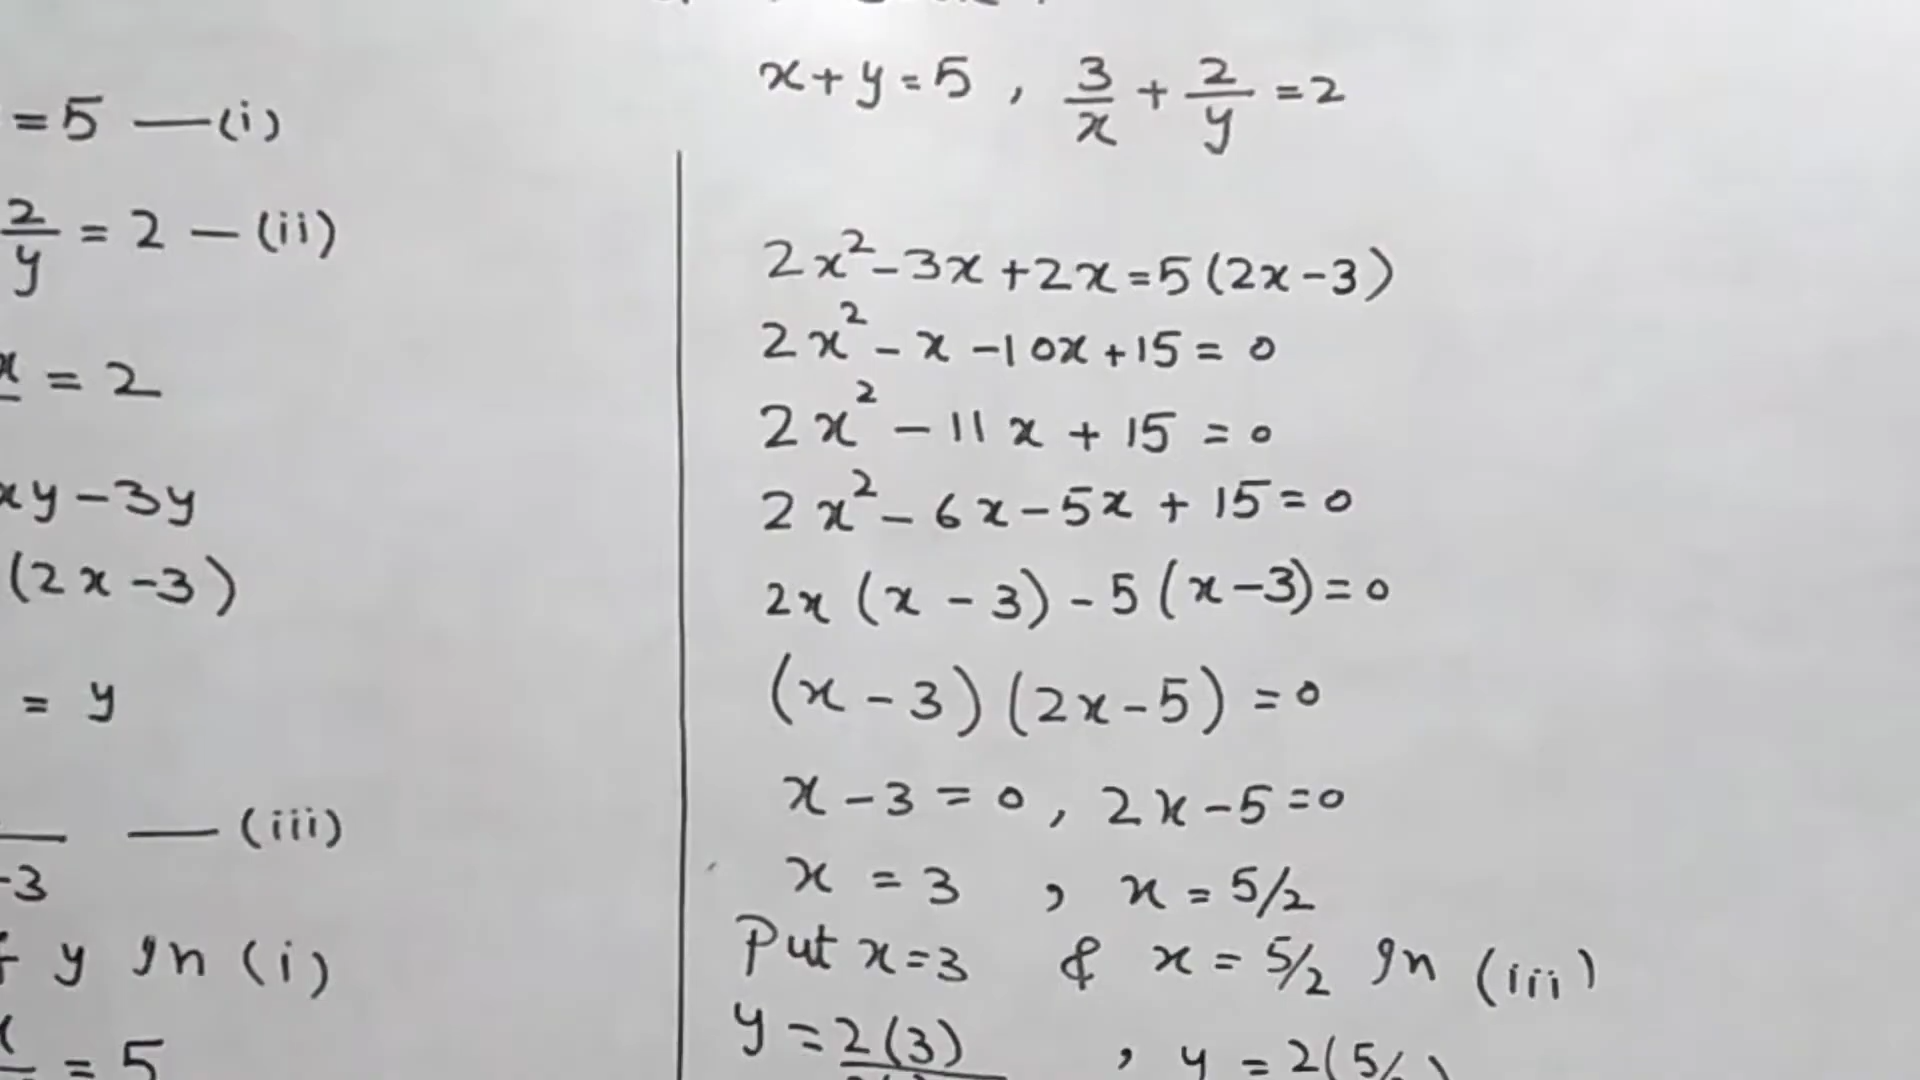 x + y = 5 , 3/x + 2/y = 2
= 5 —(i)
2/y = 2 — (ii)
x = 2
xy - 3y
(2x - 3)
= y
— (iii)
-3
y In (i)
= 5
2x² - 3x + 2x = 5 (2x - 3)
2x² - x - 10x + 15 = 0
2x² - 11x + 15 = 0
2x² - 6x - 5x + 15 = 0
2x (x - 3) - 5 (x - 3) = 0
(x - 3) (2x - 5) = 0
x - 3 = 0 , 2x - 5 = 0
x = 3 , x = 5/2
Put x = 3 & x = 5/2 In (iii)
y = 2(3) , y = 2(5/